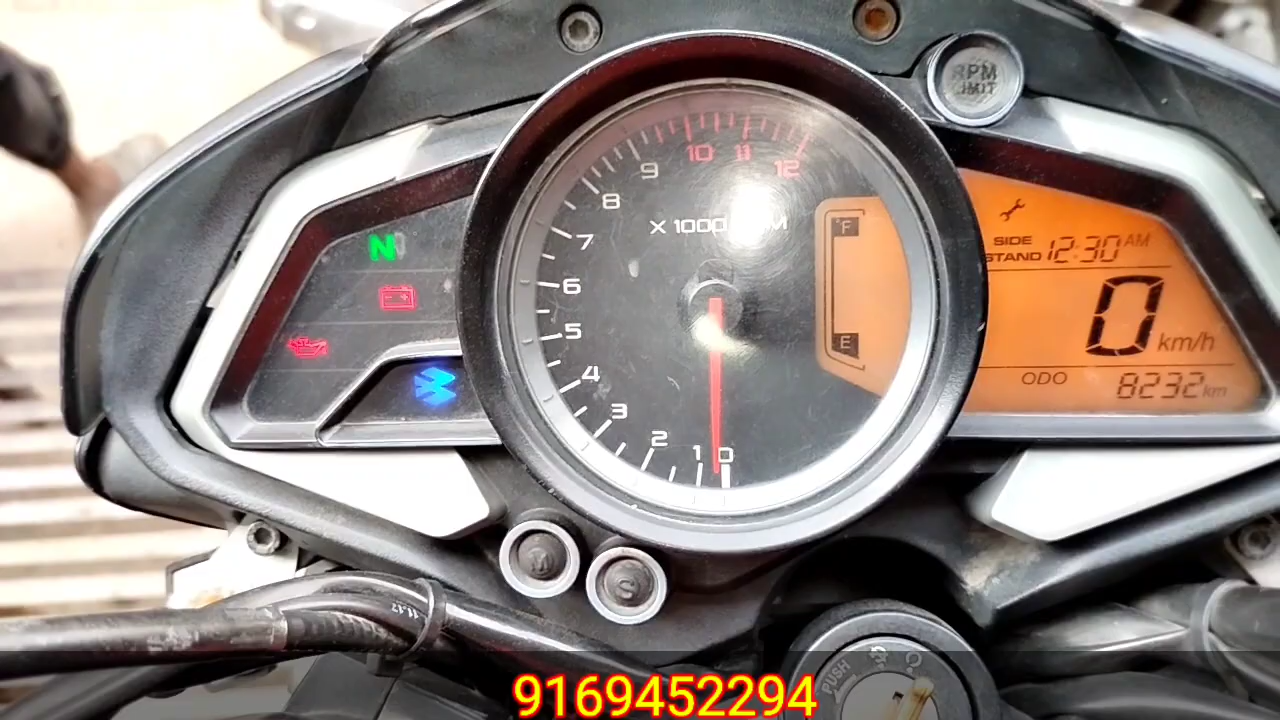 RPM
LIMIT
9 10 11 12
8
X 1000
7
6
5
4
3
2
1 0
N
F
E
SIDE
STAND 12:30 AM
0 km/h
ODO
8232 km
M
S
PUSH
9169452294